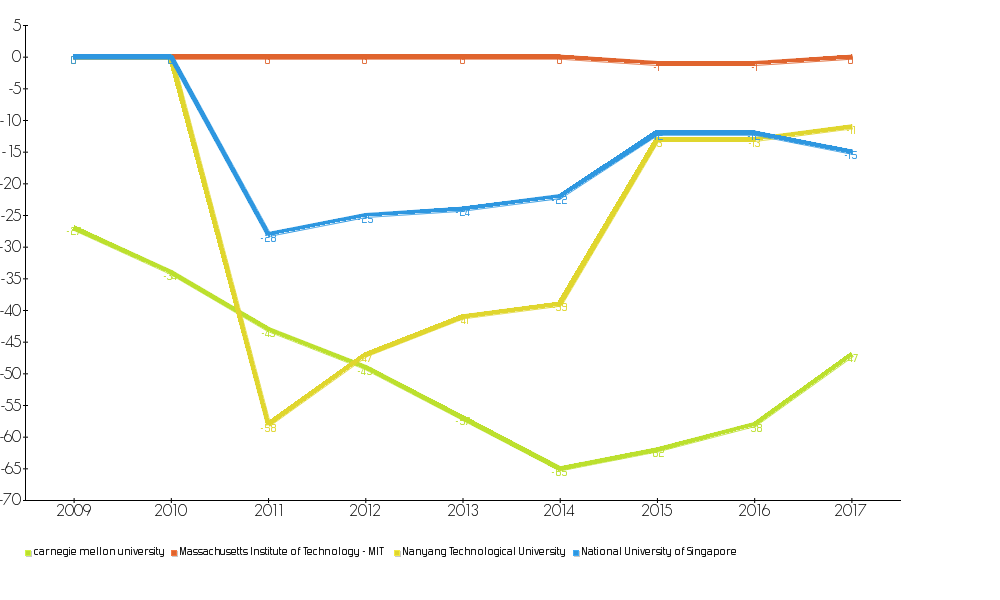 5
0
-5
-10
-15
-20
-25
-30
-35
-40
-45
-50
-55
-60
-65
-70
0 0 0 0 0 -1 -1 0
-28 -25 -24 -22 -15
-58 -47 -41 -39 -13 -11
-34 -43 -49 -57 -65 -62 -58 -47
2009 2010 2011 2012 2013 2014 2015 2016 2017
carnegie mellon university Massachusetts Institute of Technology - MIT Nanyang Technological University National University of Singapore